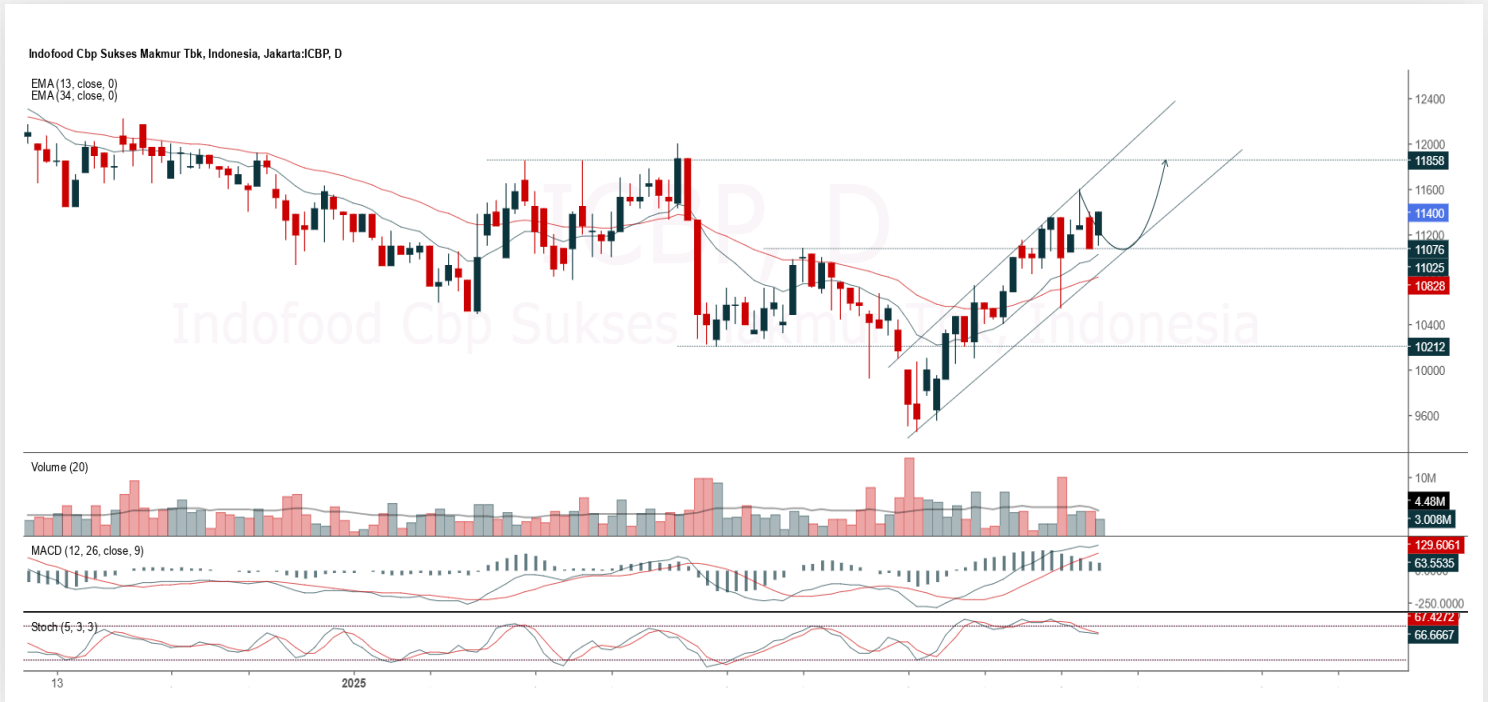 Indofood Cbp Sukses Makmur Tbk, Indonesia, Jakarta:ICBP, D
EMA (13, close, 0)
EMA (34, close, 0)
ICBP, D
Indofood Cbp Sukses Makmur Tbk, Indonesia
12400
12000
11858
11600
11400
11200
11076
11025
10828
10400
10212
10000
9600
Volume (20)
10M
4.48M
3.008M
MACD (12, 26, close, 9)
129.6061
63.5535
-250.0000
Stoch (5, 3, 3)
67.4272
66.6667
13
2025